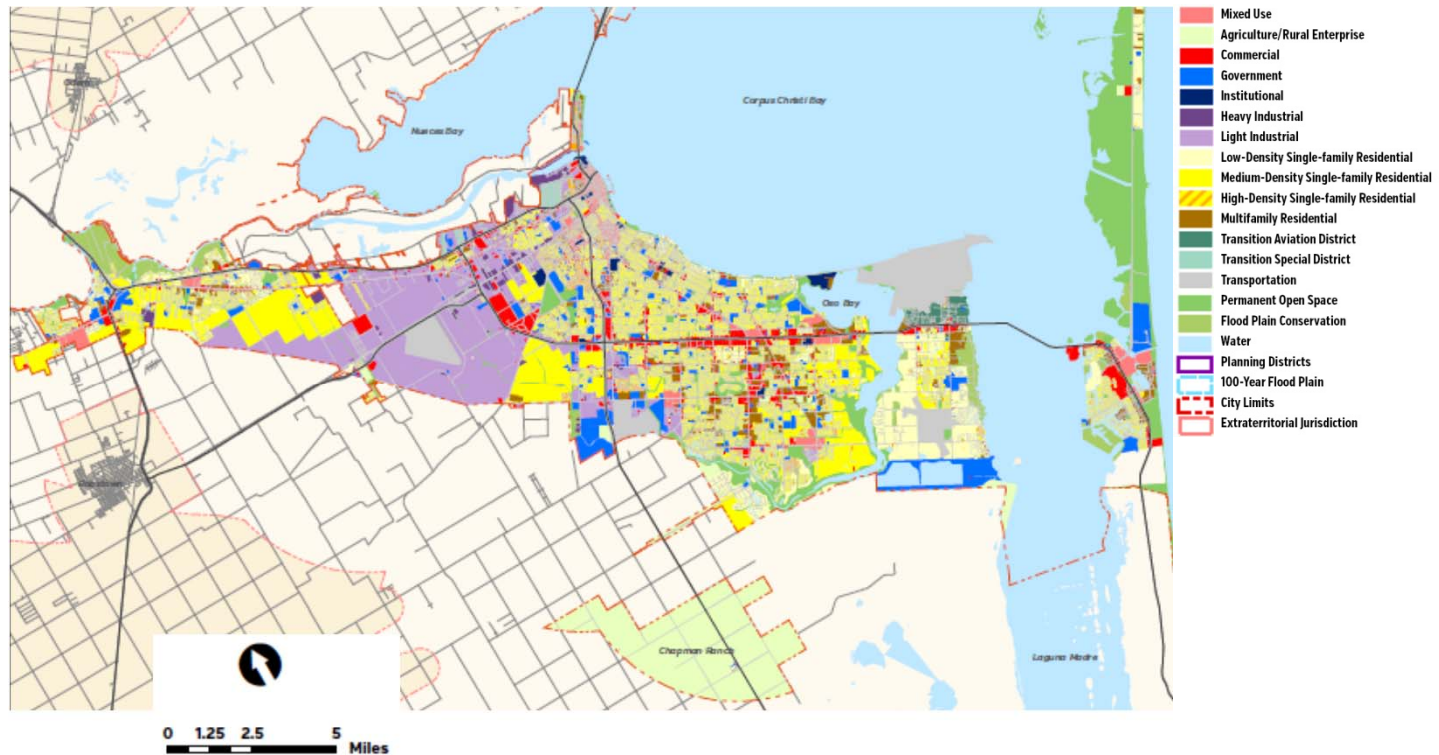 Nueces Bay
Corpus Christi Bay
Oso Bay
Robstown
Chapman Ranch
Laguna Madre
0 1.25 2.5 5
Miles
Mixed Use
Agriculture/Rural Enterprise
Commercial
Government
Institutional
Heavy Industrial
Light Industrial
Low-Density Single-family Residential
Medium-Density Single-family Residential
High-Density Single-family Residential
Multifamily Residential
Transition Aviation District
Transition Special District
Transportation
Permanent Open Space
Flood Plain Conservation
Water
Planning Districts
100-Year Flood Plain
City Limits
Extraterritorial Jurisdiction